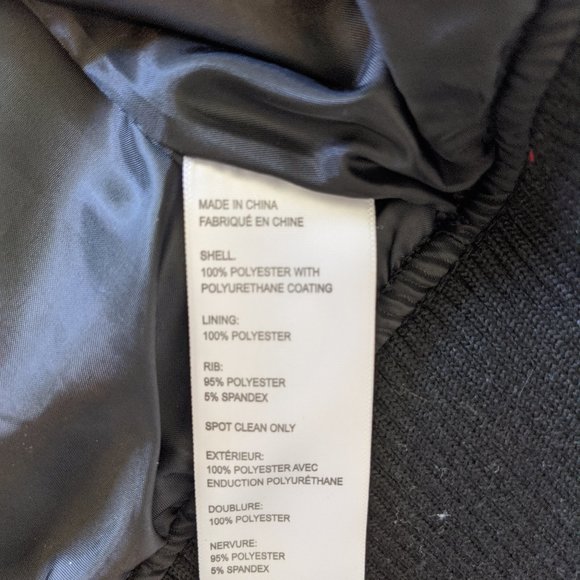 MADE IN CHINA
FABRIQUÉ EN CHINE
SHELL.
100% POLYESTER WITH
POLYURETHANE COATING
LINING:
100% POLYESTER
RIB:
95% POLYESTER
5% SPANDEX
SPOT CLEAN ONLY
EXTÉRIEUR:
100% POLYESTER AVEC
ENDUCTION POLYURÉTHANE
DOUBLURE:
100% POLYESTER
NERVURE:
95% POLYESTER
5% SPANDEX